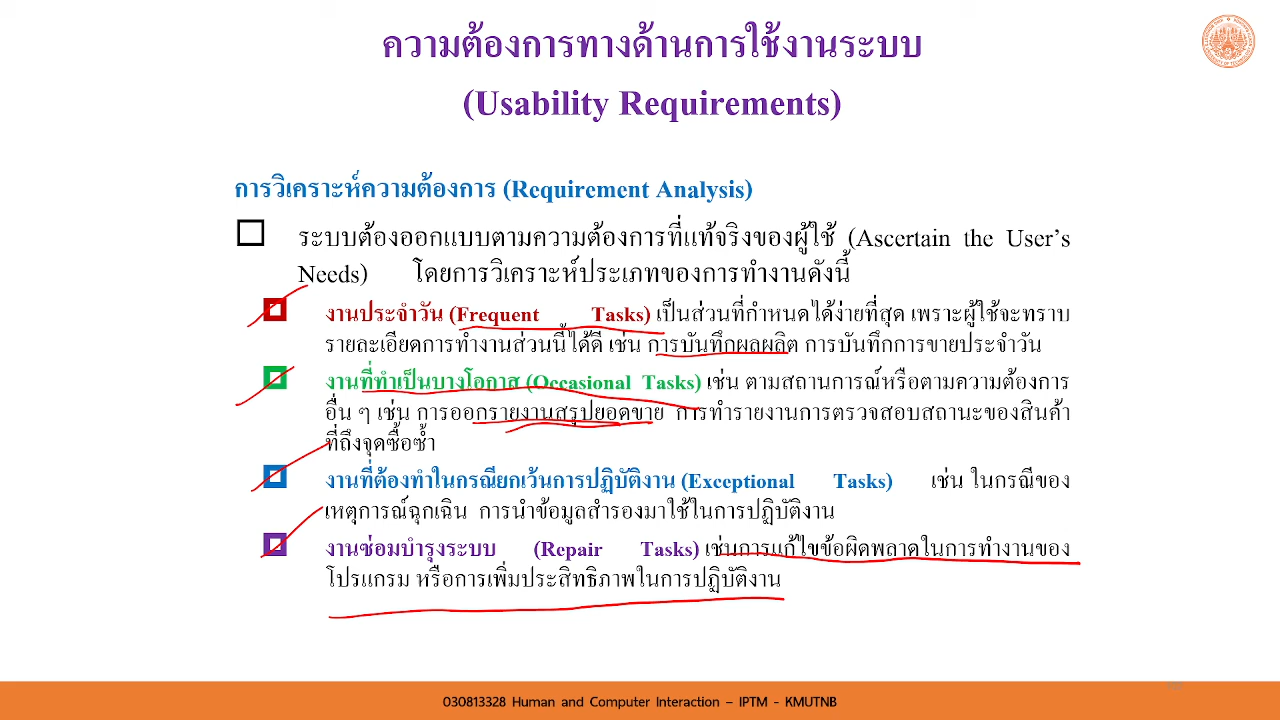 ความต้องการทางด้านการใช้งานระบบ
(Usability Requirements)
การวิเคราะห์ความต้องการ (Requirement Analysis)
ระบบต้องออกแบบตามความต้องการที่แท้จริงของผู้ใช้ (Ascertain the User's
Needs) โดยการวิเคราะห์ประเภทของการทำงานดังนี้
งานประจำวัน (Frequent Tasks) เป็นส่วนที่กำหนดได้ง่ายที่สุด เพราะผู้ใช้จะทราบ
รายละเอียดการทำงานส่วนนี้ได้ดี เช่น การบันทึกผลผลิต การบันทึกการขายประจำวัน
งานที่ทำเป็นบางโอกาส (Occasional Tasks) เช่น ตามสถานการณ์หรือตามความต้องการ
อื่น ๆ เช่น การออกรายงานสรุปยอดขาย การทำรายงานการตรวจสอบสถานะของสินค้า
ที่ถึงจุดซื้อซ้ำ
งานที่ต้องทำในกรณียกเว้นการปฏิบัติงาน (Exceptional Tasks) เช่น ในกรณีของ
เหตุการณ์ฉุกเฉิน การนำข้อมูลสำรองมาใช้ในการปฏิบัติงาน
งานซ่อมบำรุงระบบ (Repair Tasks) เช่นการแก้ไขข้อผิดพลาดในการทำงานของ
โปรแกรม หรือการเพิ่มประสิทธิภาพในการปฏิบัติงาน
030813328 Human and Computer Interaction – IPTM - KMUTNB